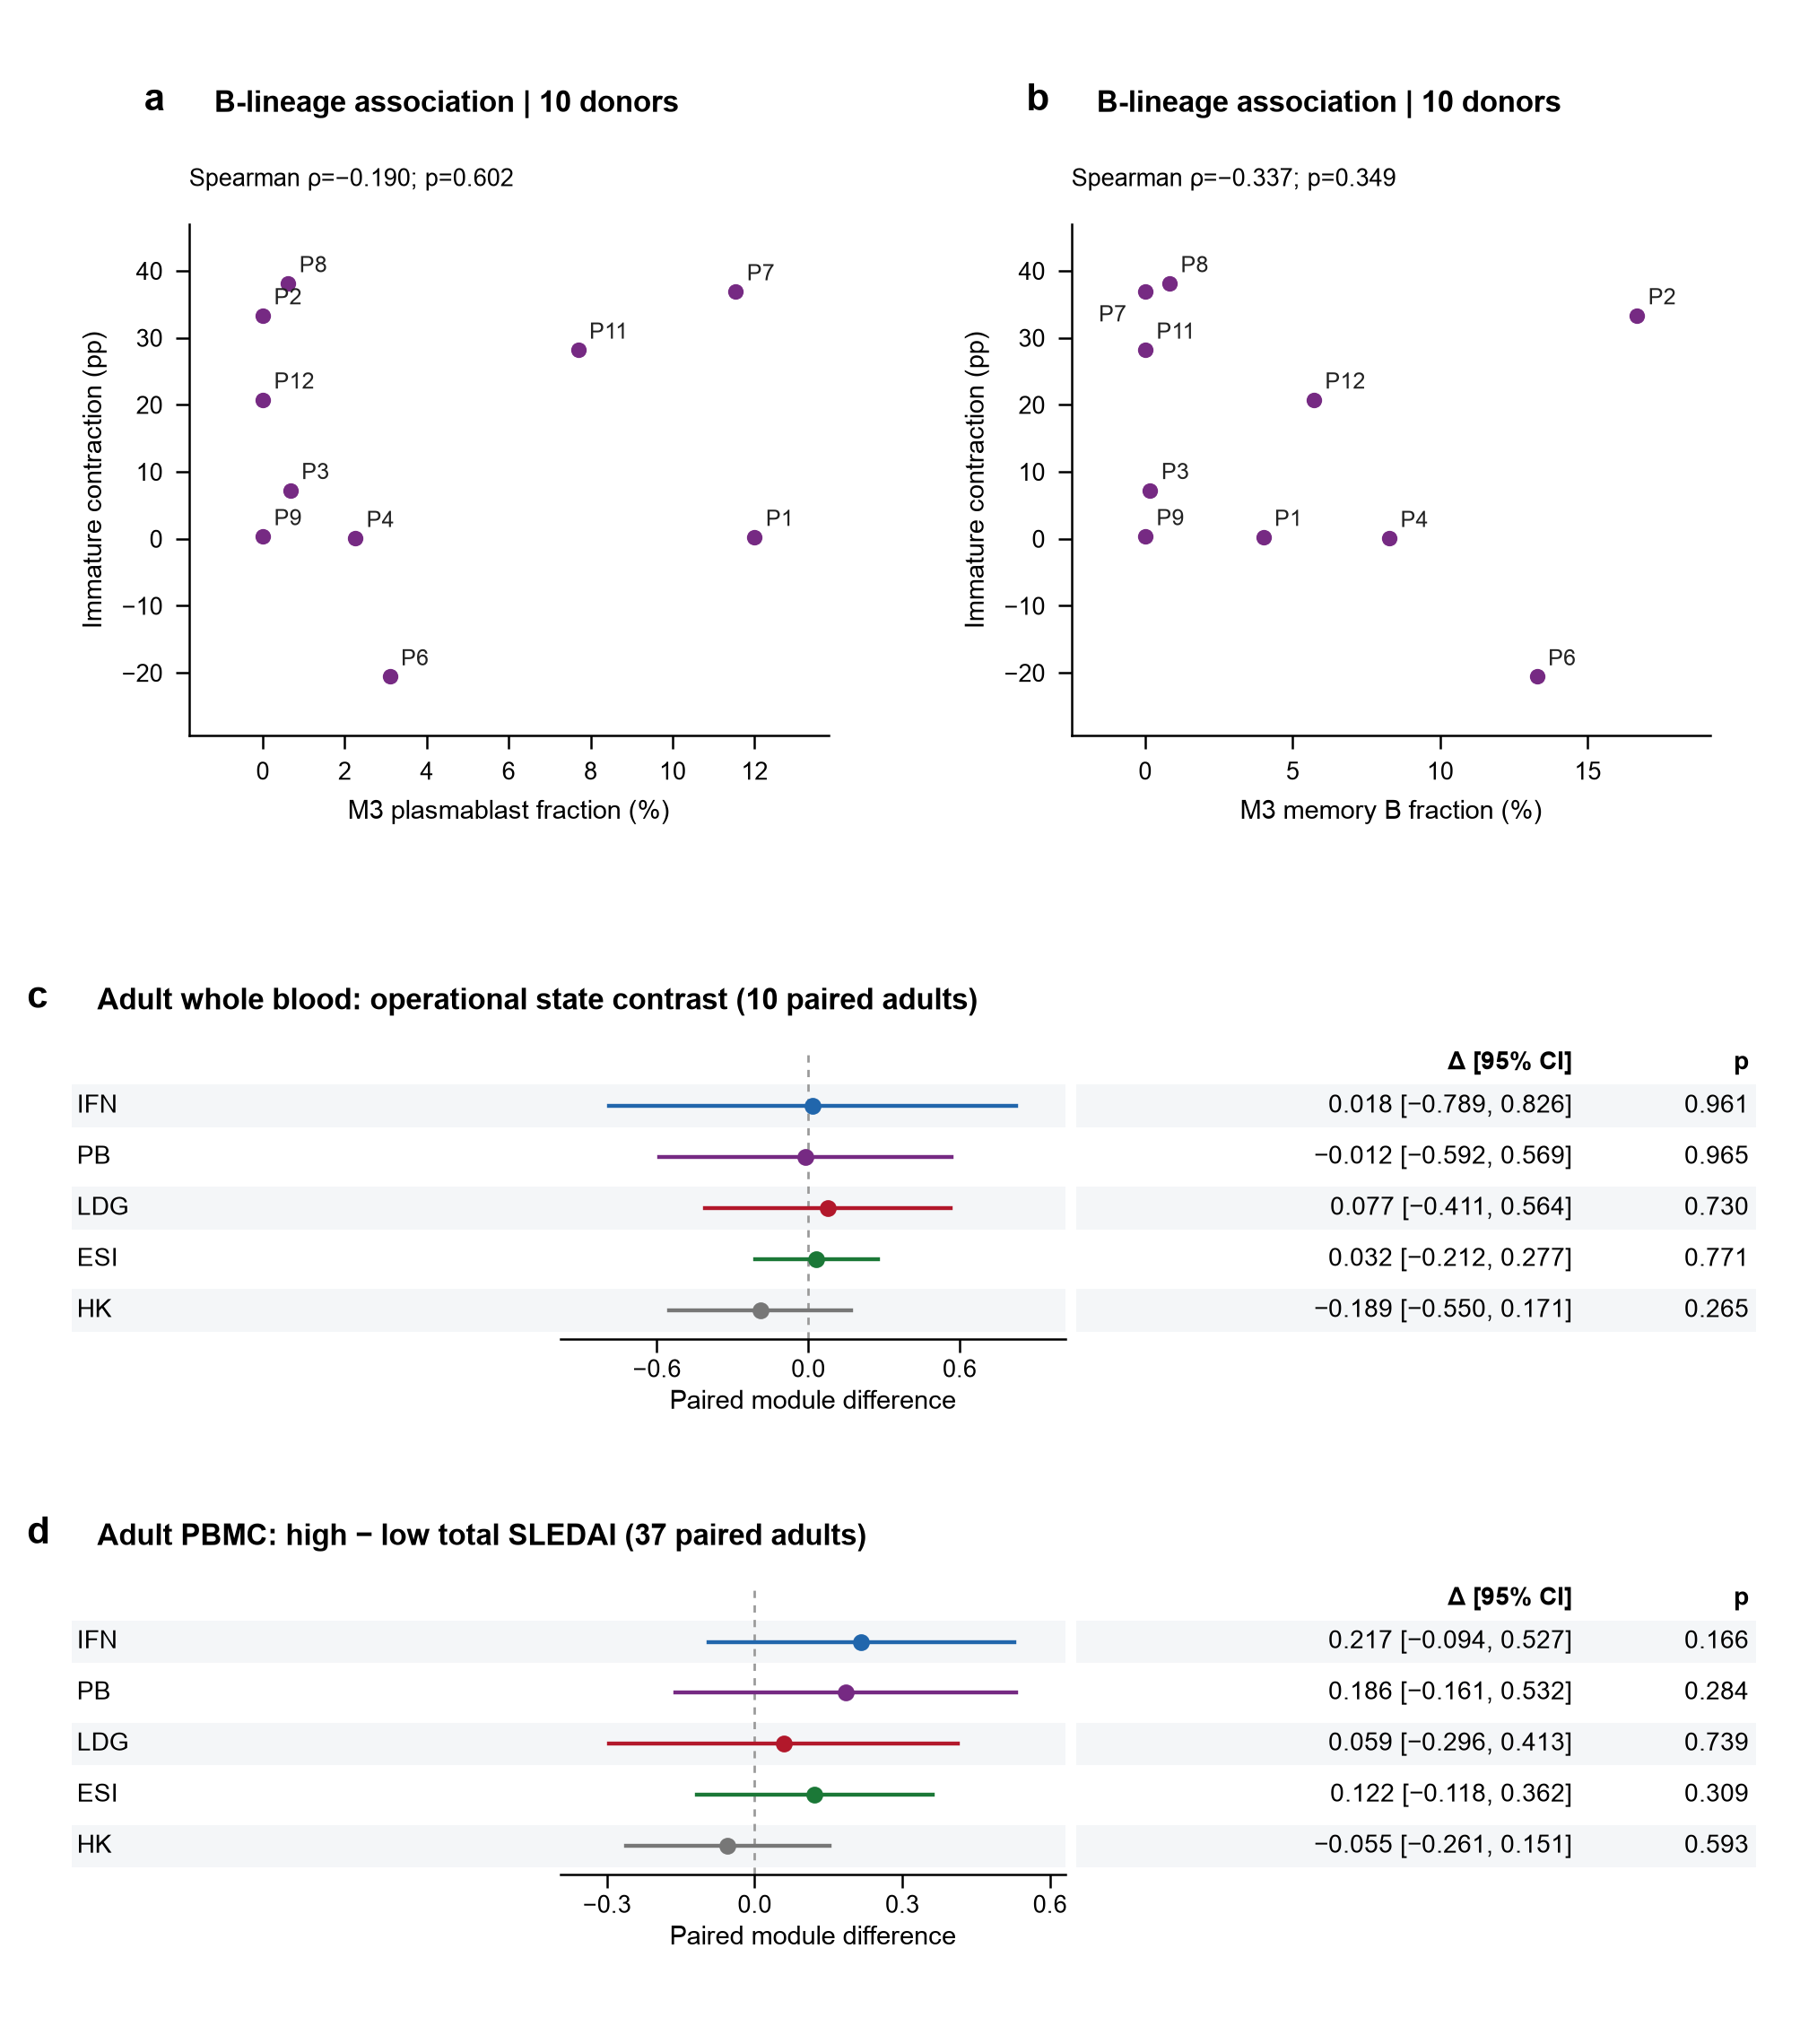 a B-lineage association | 10 donors
Spearman ρ=−0.190; p=0.602
Immature contraction (pp)
40
30
20
10
0
−10
−20
P8
P2
P7
P11
P12
P3
P9
P4
P1
P6
0 2 4 6 8 10 12
M3 plasmablast fraction (%)
b B-lineage association | 10 donors
Spearman ρ=−0.337; p=0.349
Immature contraction (pp)
40
30
20
10
0
−10
−20
P8
P7
P2
P11
P12
P3
P9
P1
P4
P6
0 5 10 15
M3 memory B fraction (%)
c Adult whole blood: operational state contrast (10 paired adults)
Δ [95% CI] p
IFN 0.018 [−0.789, 0.826] 0.961
PB −0.012 [−0.592, 0.569] 0.965
LDG 0.077 [−0.411, 0.564] 0.730
ESI 0.032 [−0.212, 0.277] 0.771
HK −0.189 [−0.550, 0.171] 0.265
−0.6 0.0 0.6
Paired module difference
d Adult PBMC: high − low total SLEDAI (37 paired adults)
Δ [95% CI] p
IFN 0.217 [−0.094, 0.527] 0.166
PB 0.186 [−0.161, 0.532] 0.284
LDG 0.059 [−0.296, 0.413] 0.739
ESI 0.122 [−0.118, 0.362] 0.309
HK −0.055 [−0.261, 0.151] 0.593
−0.3 0.0 0.3 0.6
Paired module difference